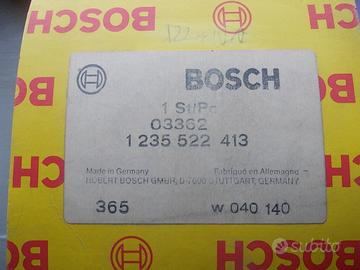 BOSCH
1 St/Pc
03362
1 235 522 413
Made in Germany Fabriqué en Allemagne
ROBERT BOSCH GMBH, D-7000 STUTTGART, GERMANY
365 W 040 140
BOSCH
BOSCH
BOSCH
subito